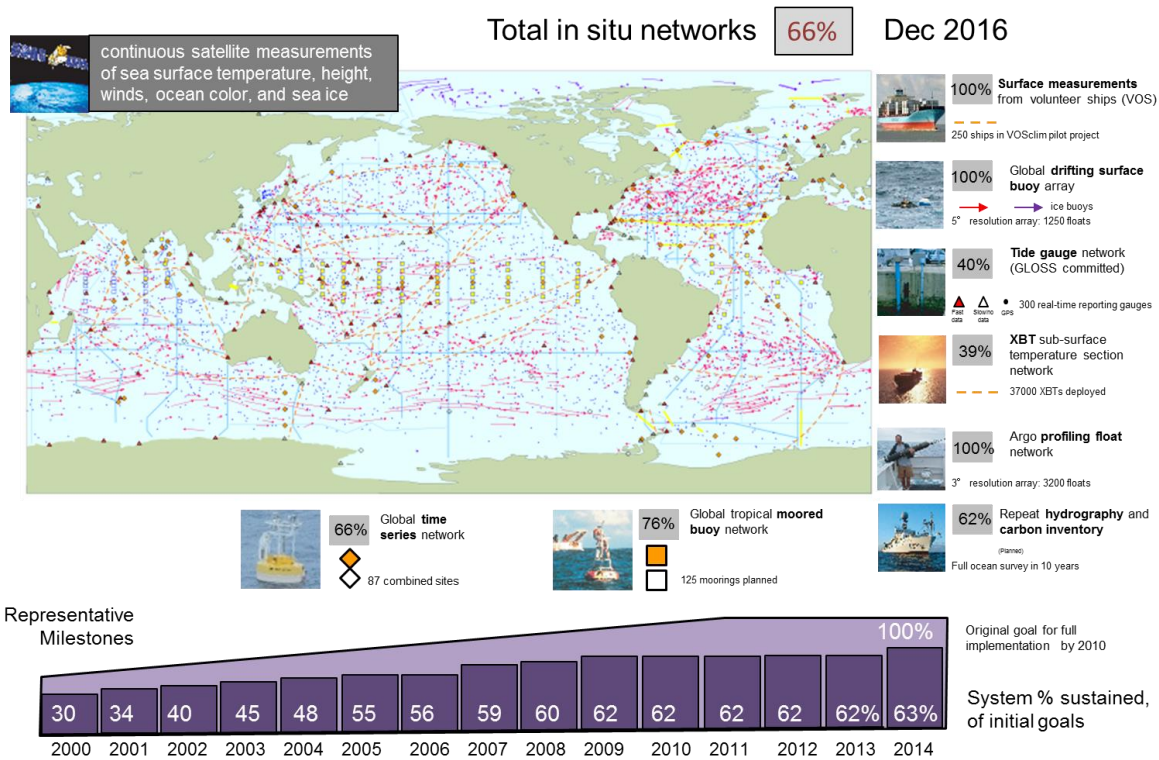 Total in situ networks 66% Dec 2016
continuous satellite measurements
of sea surface temperature, height,
winds, ocean color, and sea ice
100% Surface measurements
from volunteer ships (VOS)
250 ships in VOSclim pilot project
100% Global drifting surface
buoy array
ice buoys
5° resolution array: 1250 floats
40% Tide gauge network
(GLOSS committed)
300 real-time reporting gauges
Fast
data
Slow/no
data
GPS
39% XBT sub-surface
temperature section
network
37000 XBTs deployed
100% Argo profiling float
network
3° resolution array: 3200 floats
62% Repeat hydrography and
carbon inventory
(Planned)
Full ocean survey in 10 years
66% Global time
series network
87 combined sites
76% Global tropical moored
buoy network
125 moorings planned
Representative
Milestones
100%
Original goal for full
implementation by 2010
30 34 40 45 48 55 56 59 60 62 62 62 62 62% 63%
System % sustained,
of initial goals
2000 2001 2002 2003 2004 2005 2006 2007 2008 2009 2010 2011 2012 2013 2014